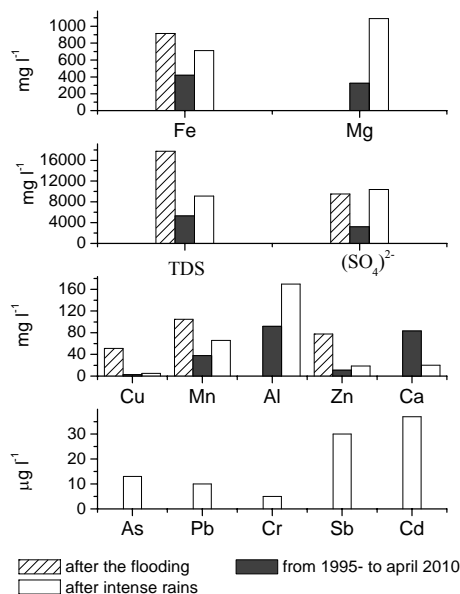 1000
800
600
400
200
0
mg l⁻¹
Fe Mg
16000
12000
8000
4000
0
mg l⁻¹
TDS (SO₄)²⁻
160
120
80
40
0
mg l⁻¹
Cu Mn Al Zn Ca
30
20
10
0
µg l⁻¹
As Pb Cr Sb Cd
after the flooding from 1995- to april 2010
after intense rains